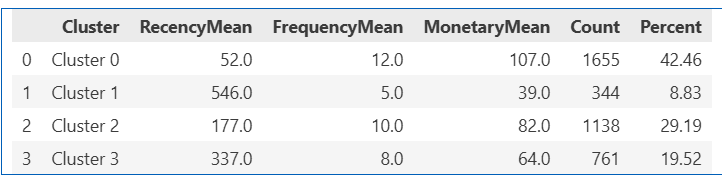 Cluster RecencyMean FrequencyMean MonetaryMean Count Percent
0 Cluster 0 52.0 12.0 107.0 1655 42.46
1 Cluster 1 546.0 5.0 39.0 344 8.83
2 Cluster 2 177.0 10.0 82.0 1138 29.19
3 Cluster 3 337.0 8.0 64.0 761 19.52